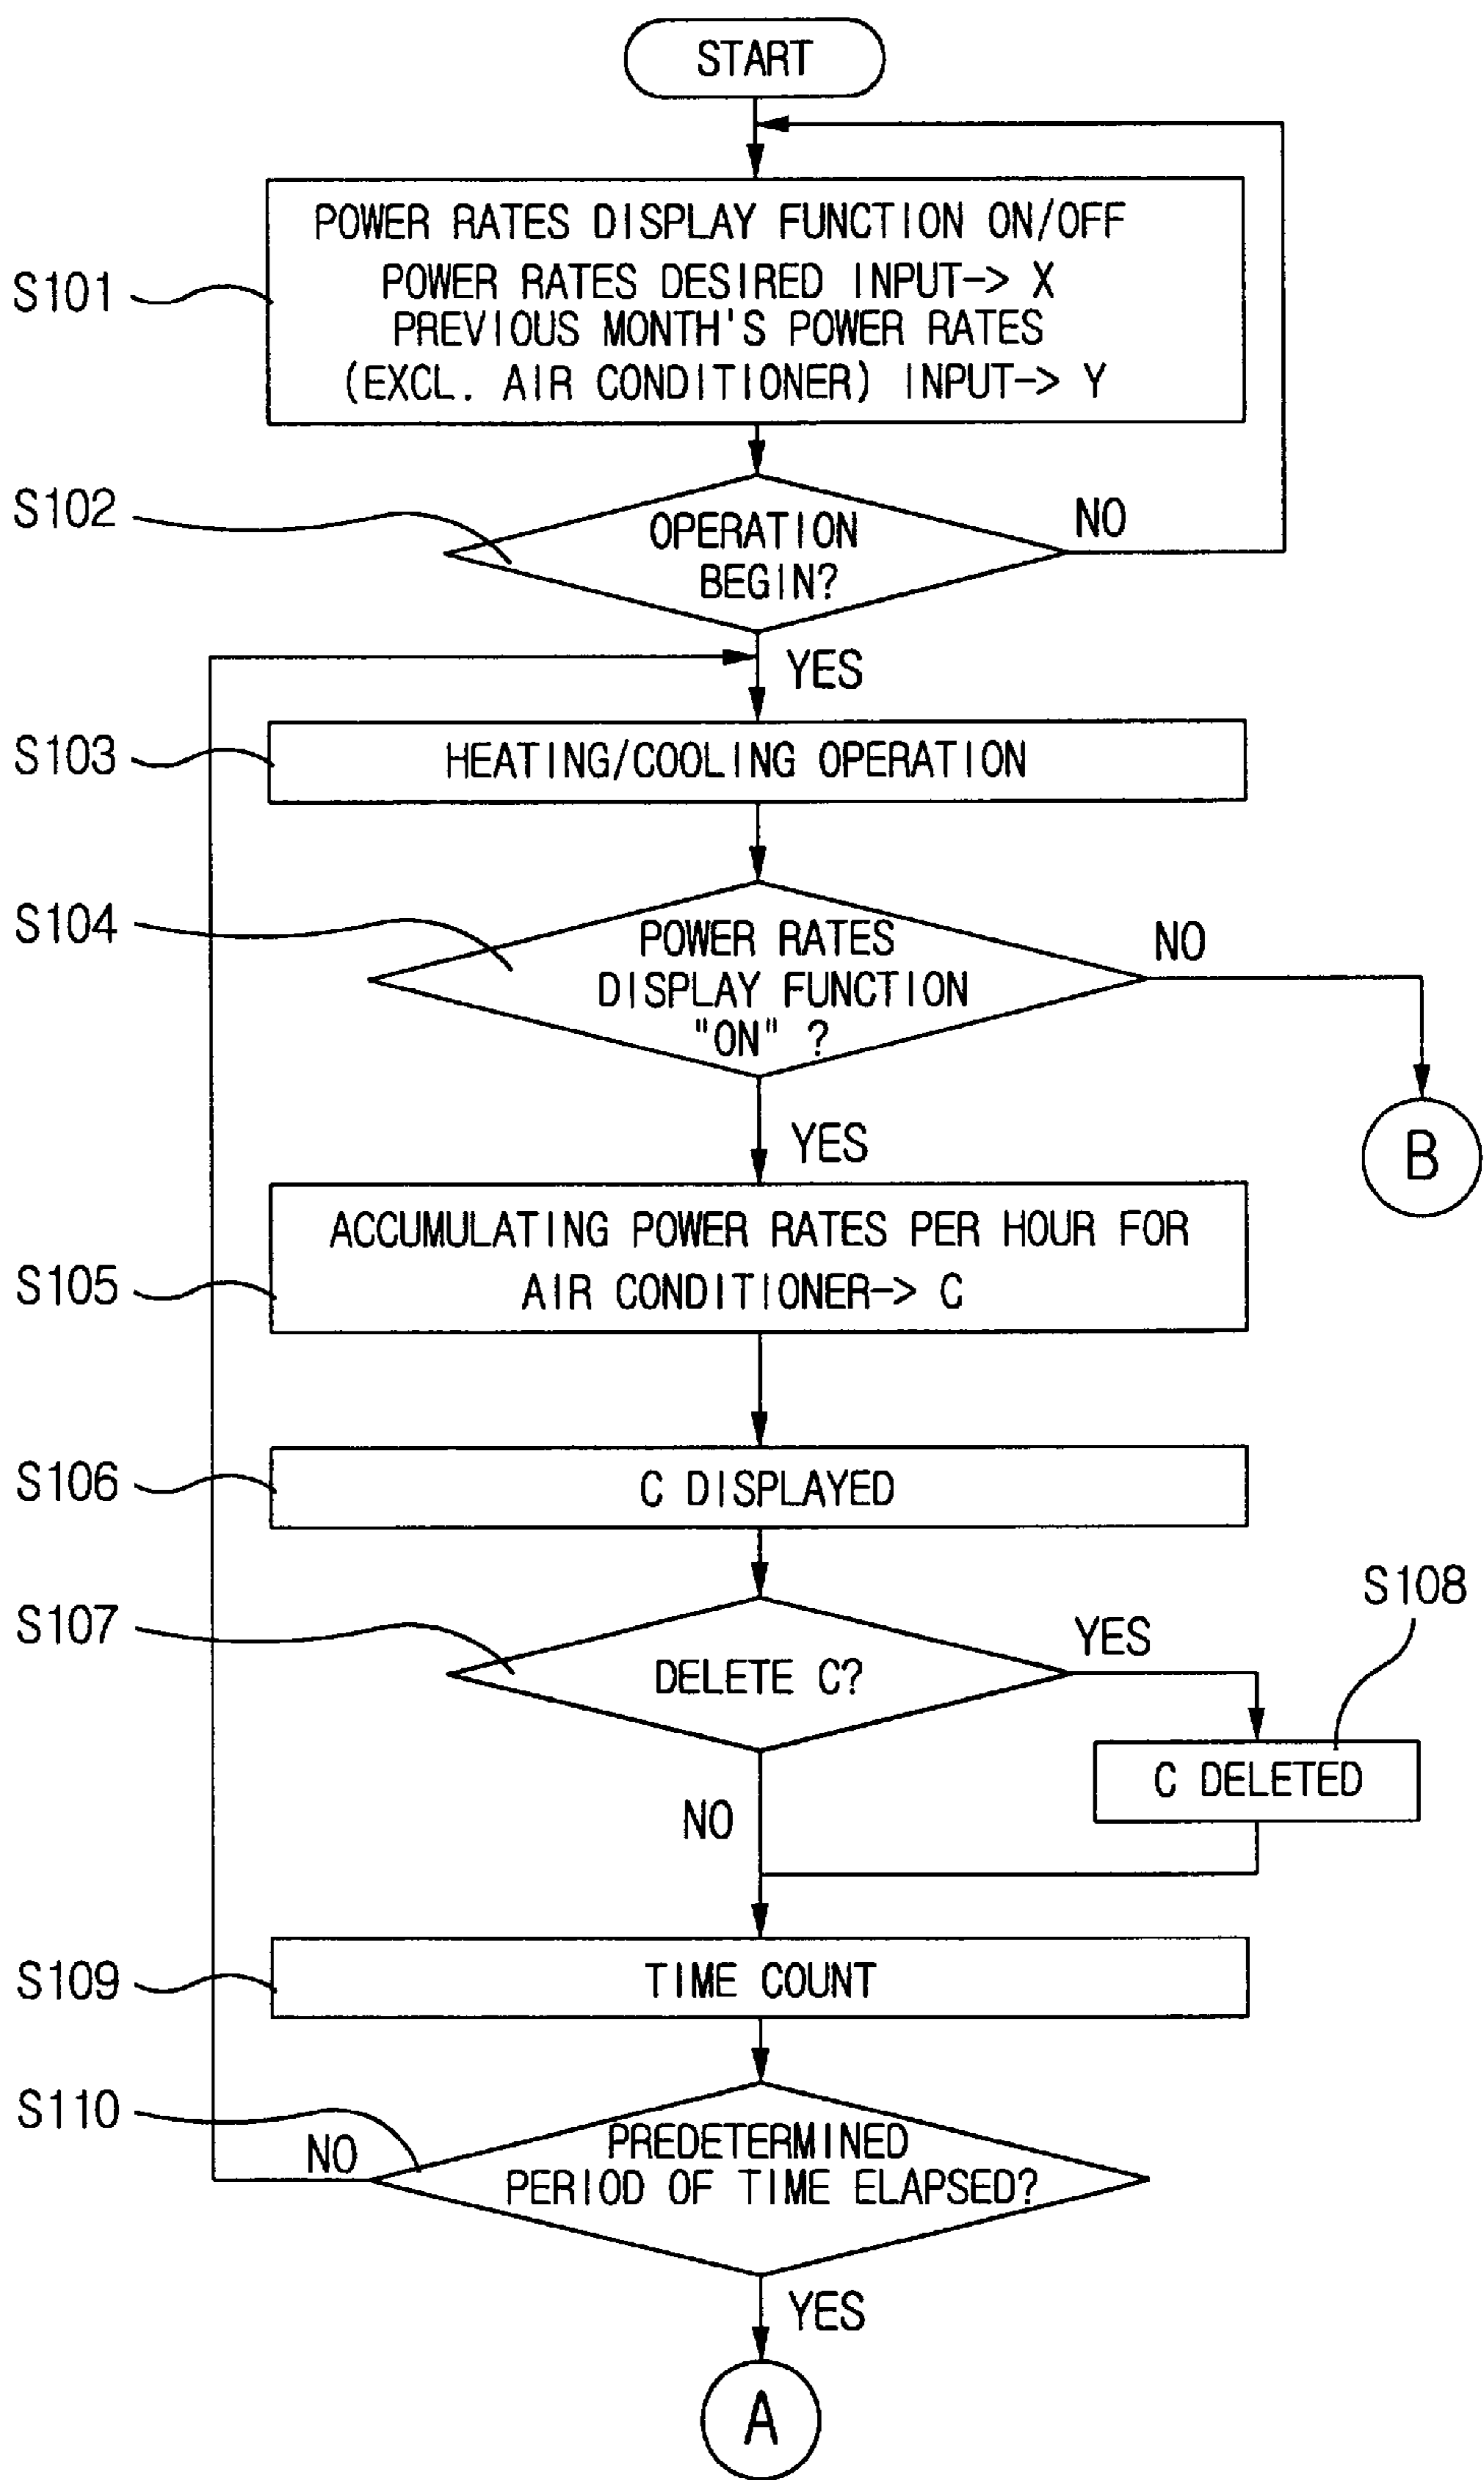 START
POWER RATES DISPLAY FUNCTION ON/OFF
POWER RATES DESIRED INPUT-> X
PREVIOUS MONTH'S POWER RATES
(EXCL. AIR CONDITIONER) INPUT-> Y
S101
S102
OPERATION
BEGIN?
NO
YES
S103
HEATING/COOLING OPERATION
S104
POWER RATES
DISPLAY FUNCTION
"ON" ?
NO
B
YES
ACCUMULATING POWER RATES PER HOUR FOR
AIR CONDITIONER-> C
S105
S106
C DISPLAYED
S107
DELETE C?
YES
S108
C DELETED
NO
S109
TIME COUNT
S110
PREDETERMINED
PERIOD OF TIME ELAPSED?
NO
YES
A